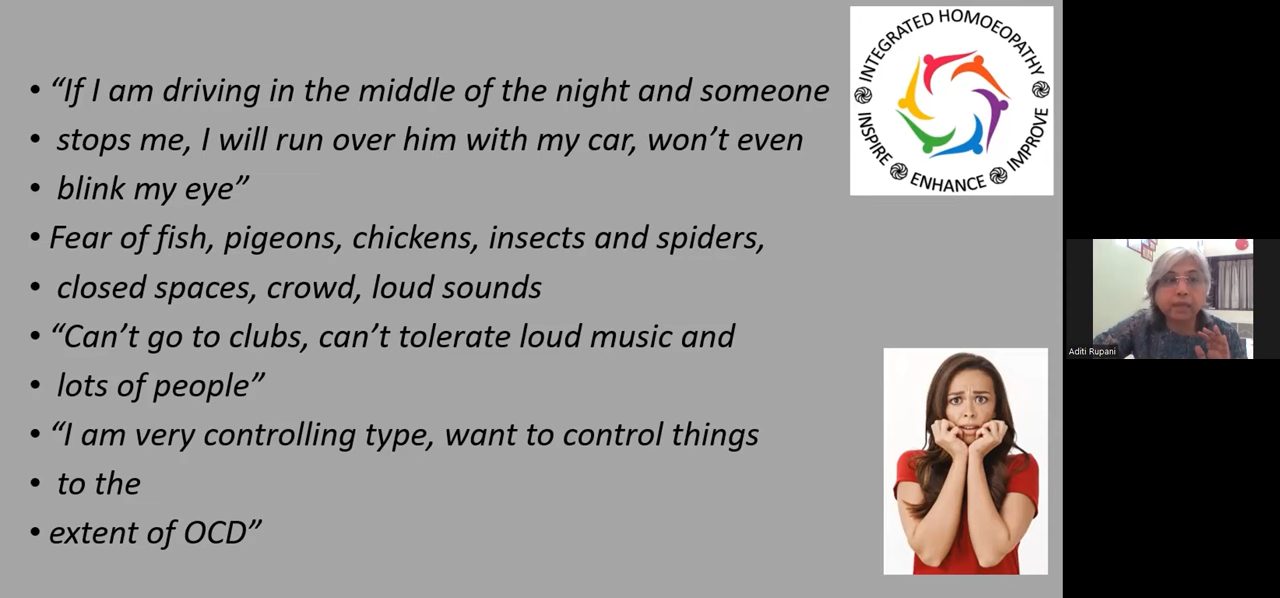 • “If I am driving in the middle of the night and someone
• stops me, I will run over him with my car, won’t even
• blink my eye”
• Fear of fish, pigeons, chickens, insects and spiders,
• closed spaces, crowd, loud sounds
• “Can’t go to clubs, can’t tolerate loud music and
• lots of people”
• “I am very controlling type, want to control things
• to the
• extent of OCD”
INTEGRATED HOMOEOPATHY
INSPIRE ENHANCE IMPROVE
Aditi Rupani